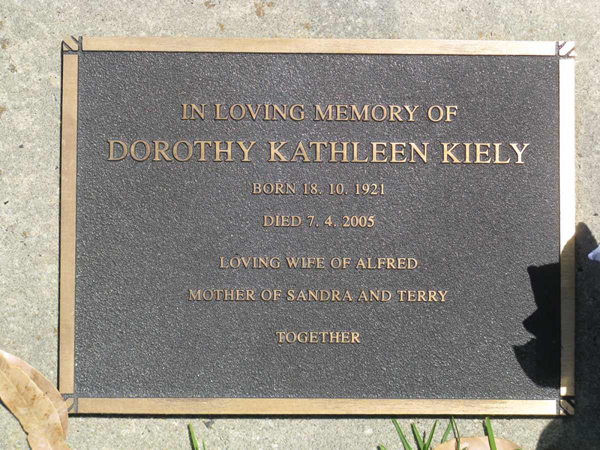 IN LOVING MEMORY OF
DOROTHY KATHLEEN KIELY
BORN 18. 10. 1921
DIED 7. 4. 2005
LOVING WIFE OF ALFRED
MOTHER OF SANDRA AND TERRY
TOGETHER